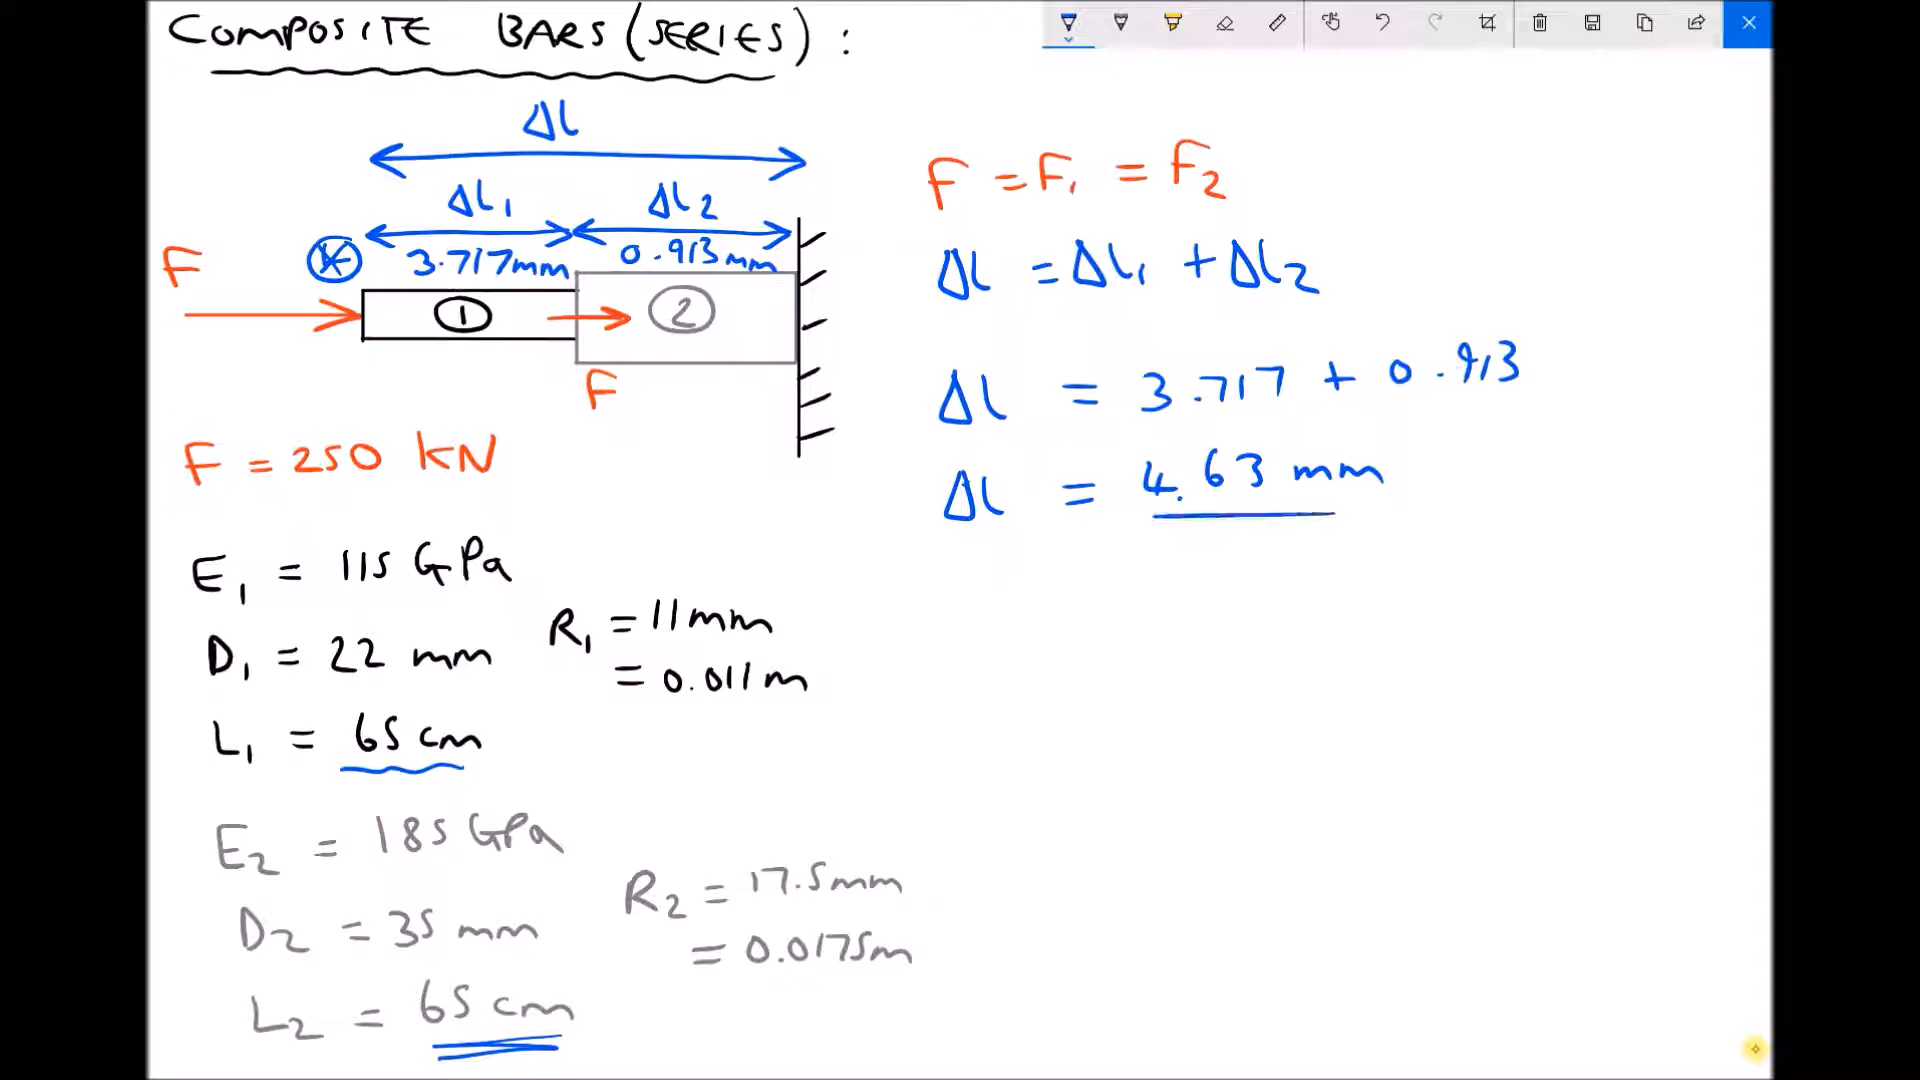 COMPOSITE BARS (SERIES) :
Δl
Δl1 Δl2
3.717mm 0.913mm
F
1 2
F
F = 250 KN
E1 = 115 GPa
D1 = 22 mm
R1 = 11mm
= 0.011m
L1 = 65 cm
E2 = 185 GPa
D2 = 35 mm
R2 = 17.5mm
= 0.0175m
L2 = 65 cm
F = F1 = F2
Δl = Δl1 + Δl2
Δl = 3.717 + 0.913
Δl = 4.63 mm